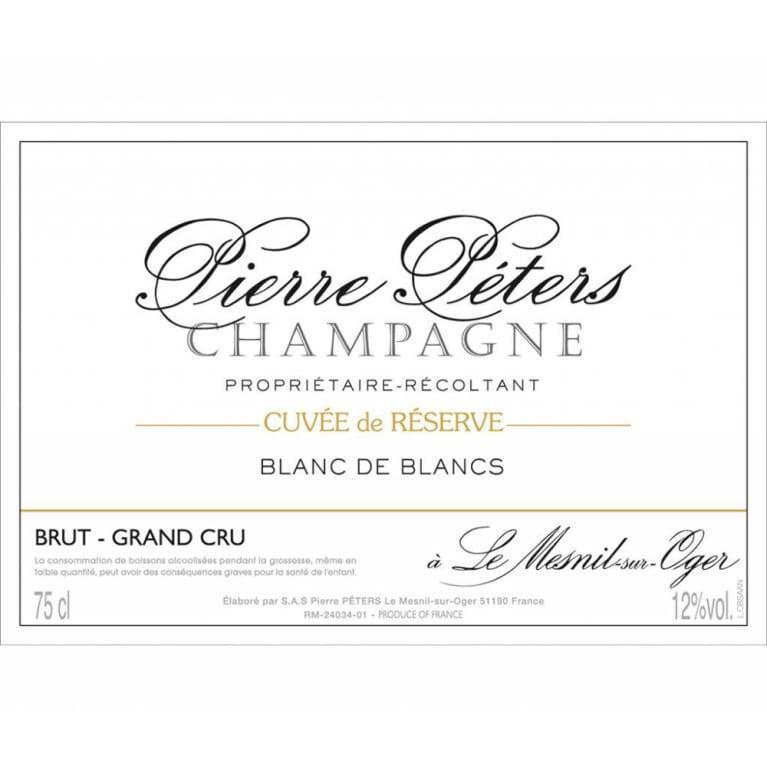 Pierre Péters
CHAMPAGNE
PROPRIÉTAIRE-RÉCOLTANT
CUVÉE de RÉSERVE
BLANC DE BLANCS
BRUT - GRAND CRU
La consommation de boissons alcoolisées pendant la grossesse, même en
faible quantité, peut avoir des conséquences graves pour la santé de l'enfant.
à Le Mesnil-sur-Oger
75 cl
Élaboré par S.A.S Pierre PÉTERS Le Mesnil-sur-Oger 51190 France
RM-24034-01 - PRODUCE OF FRANCE
12%vol.